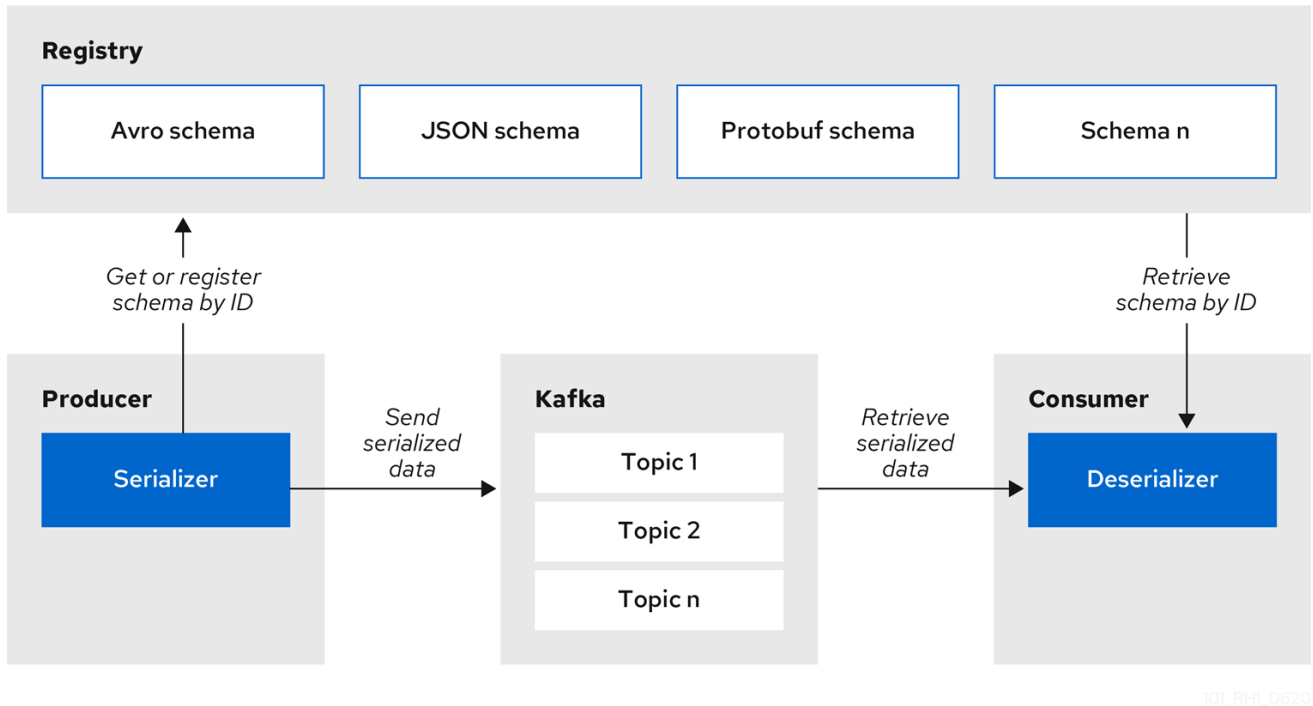 Registry
Avro schema
JSON schema
Protobuf schema
Schema n
Get or register
schema by ID
Retrieve
schema by ID
Producer
Serializer
Send
serialized
data
Kafka
Topic 1
Topic 2
Topic n
Retrieve
serialized
data
Consumer
Deserializer
101_RHI_0620